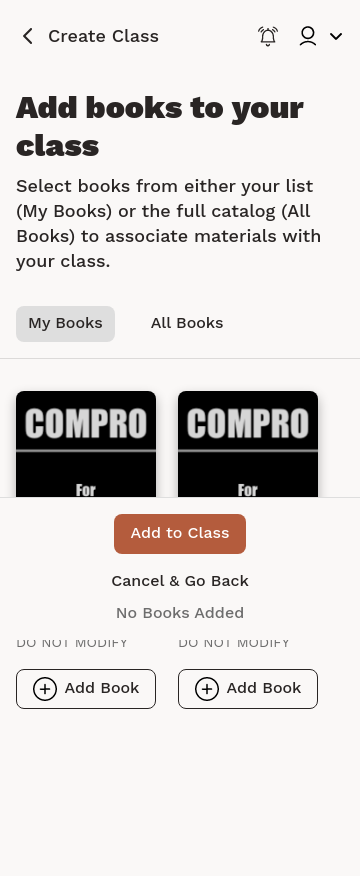 Create Class
Add books to your
class
Select books from either your list
(My Books) or the full catalog (All
Books) to associate materials with
your class.
My Books All Books
COMPRO COMPRO
For For
Add to Class
Cancel & Go Back
No Books Added
DO NOT MODIFY DO NOT MODIFY
Add Book Add Book